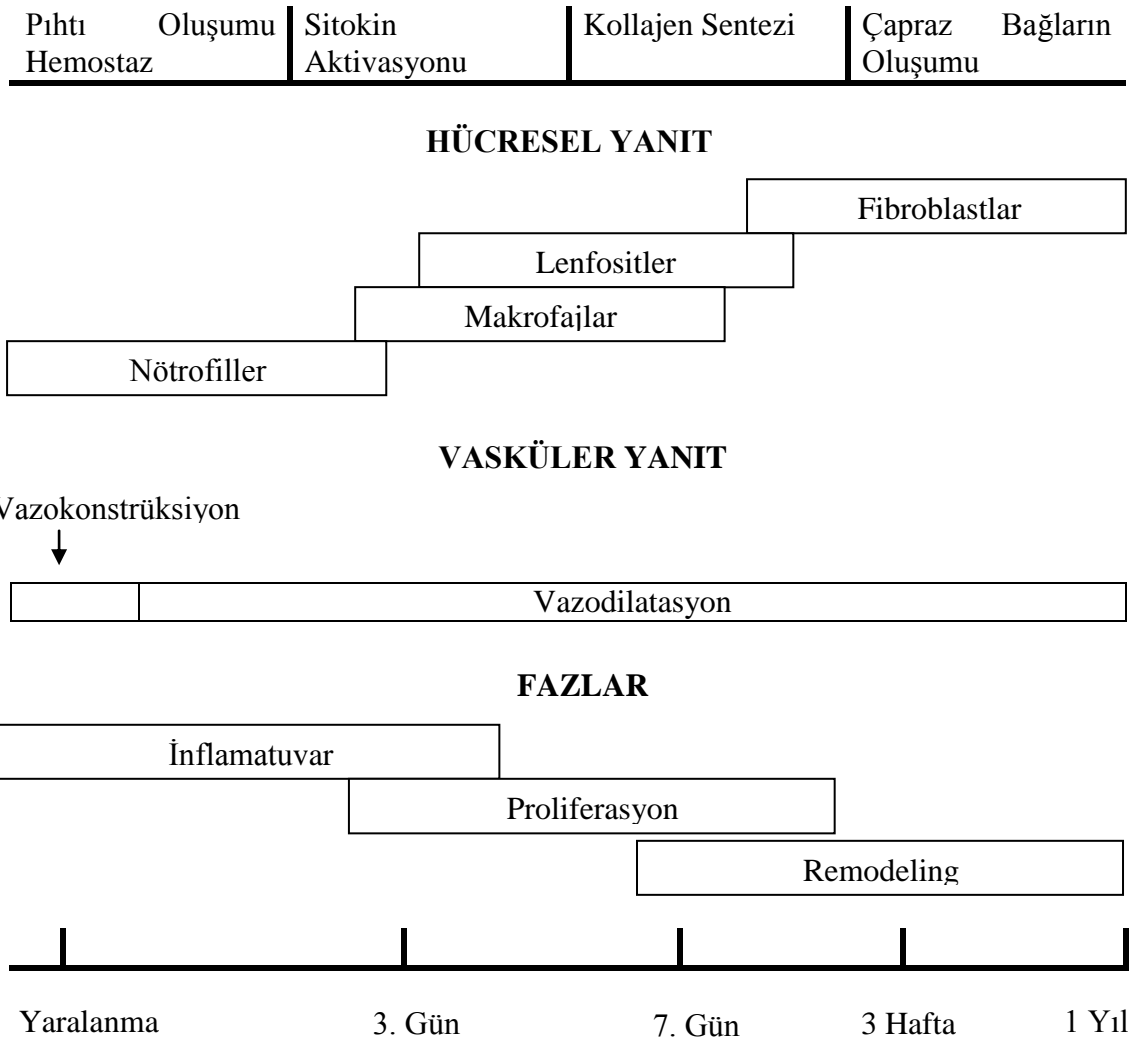 Pıhtı Oluşumu
Hemostaz
Sitokin
Aktivasyonu
Kollajen Sentezi
Çapraz Bağların
Oluşumu
HÜCRESEL YANIT
Fibroblastlar
Lenfositler
Makrofajlar
Nötrofiller
VASKÜLER YANIT
Vazokonstrüksiyon
Vazodilatasyon
FAZLAR
İnflamatuvar
Proliferasyon
Remodeling
Yaralanma 3. Gün 7. Gün 3 Hafta 1 Yıl